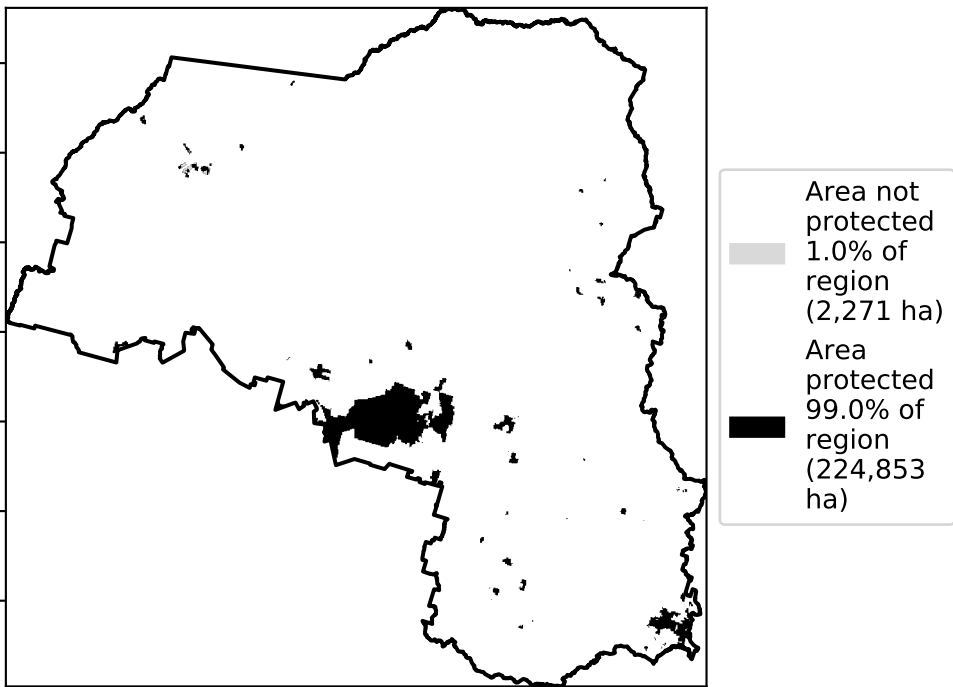 Area not
protected
1.0% of
region
(2,271 ha)
Area
protected
99.0% of
region
(224,853
ha)